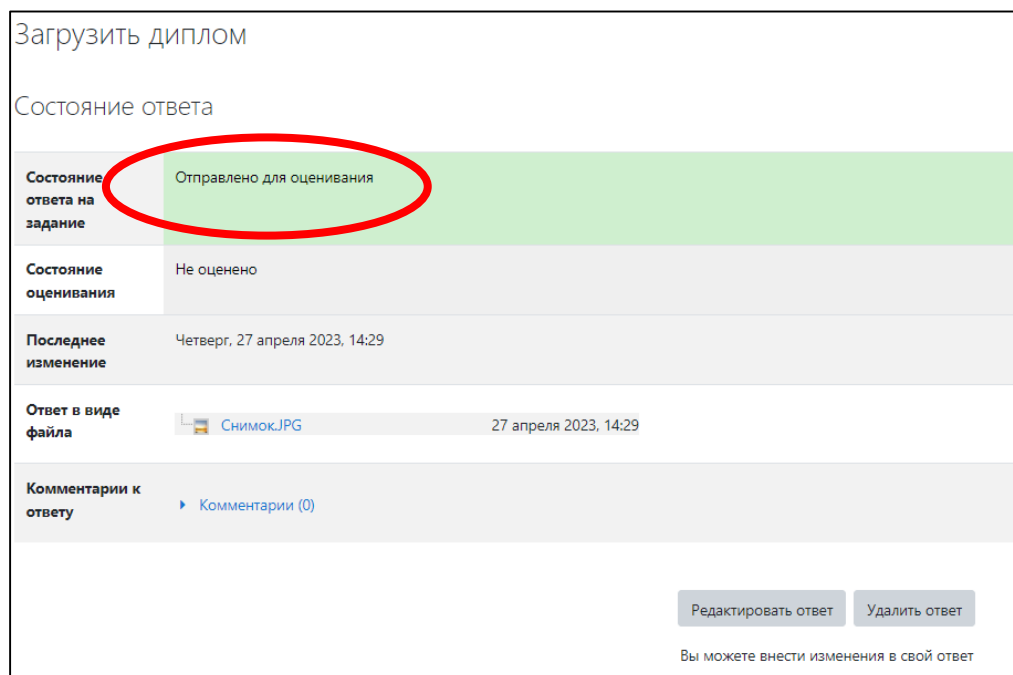 Загрузить диплом
Состояние ответа
Состояние
ответа на
задание
Отправлено для оценивания
Состояние
оценивания
Не оценено
Последнее
изменение
Четверг, 27 апреля 2023, 14:29
Ответ в виде
файла
Снимок.JPG 27 апреля 2023, 14:29
Комментарии к
ответу
Комментарии (0)
Редактировать ответ Удалить ответ
Вы можете внести изменения в свой ответ